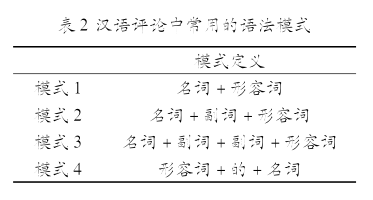 表 2 汉语评论中常用的语法模式
模式定义
模式 1 名词 + 形容词
模式 2 名词 + 副词 + 形容词
模式 3 名词 + 副词 + 副词 + 形容词
模式 4 形容词 + 的 + 名词